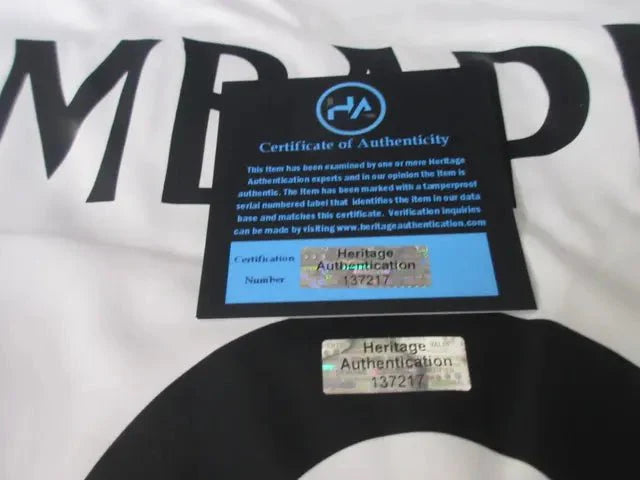 MBAP
HA
Certificate of Authenticity
This item has been examined by one or more Heritage
Authentication experts and in our opinion the item is
authentic. The item has been marked with a tamperproof
serial numbered label that identifies the item in our data
base and matches this certificate. Verification inquiries
can be made by visiting www.heritageauthentication.com
Certification
Number
Heritage
Authentication
137217
Heritage
Authentication
137217